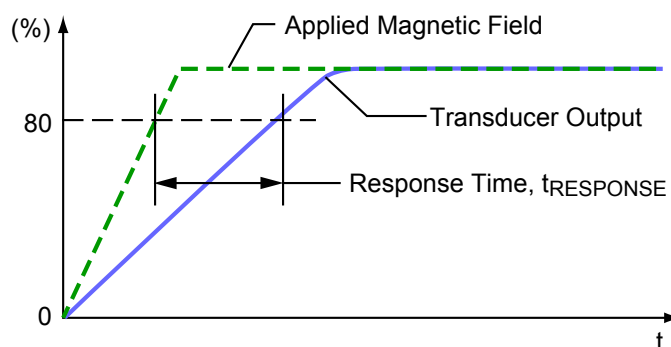 (%)
Applied Magnetic Field
80
Transducer Output
Response Time, tRESPONSE
0
t